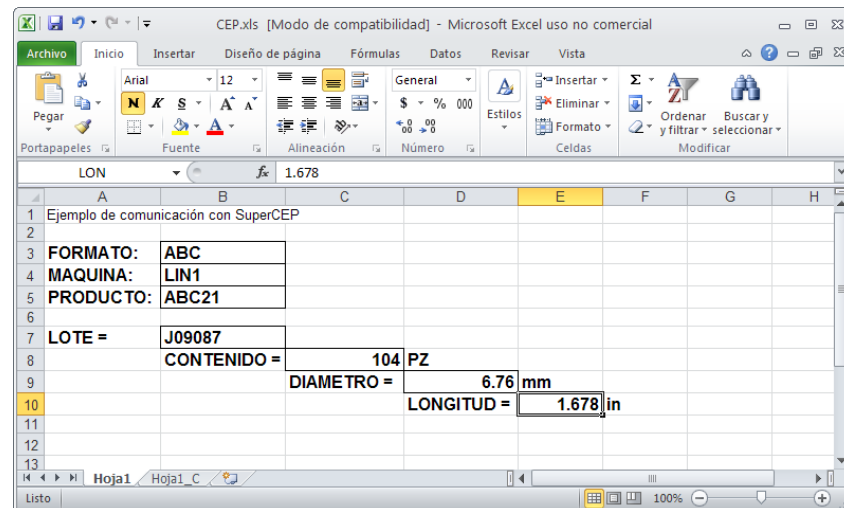 CEP.xls [Modo de compatibilidad] - Microsoft Excel uso no comercial
Archivo Inicio Insertar Diseño de página Fórmulas Datos Revisar Vista
Pegar
Arial 12
N K S A A
General
$ % 000
Estilos
Insertar
Eliminar
Formato
Σ
Ordenar y filtrar
Buscar y seleccionar
Portapapeles Fuente Alineación Número Celdas Modificar
LON fx 1.678
A B C D E F G H
1 Ejemplo de comunicación con SuperCEP
2
3 FORMATO: ABC
4 MAQUINA: LIN1
5 PRODUCTO: ABC21
6
7 LOTE = J09087
8 CONTENIDO = 104 PZ
9 DIAMETRO = 6.76 mm
10 LONGITUD = 1.678 in
11
12
13
Hoja1 Hoja1_C
Listo 100%